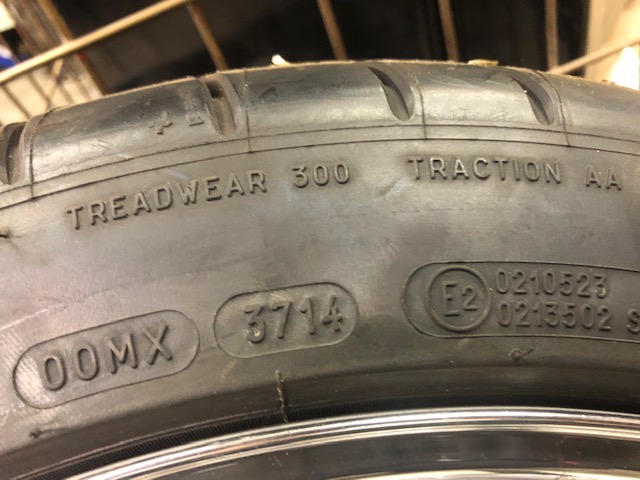 TREADWEAR 300 TRACTION AA
00MX 3714 E2 0210523
0213502 S